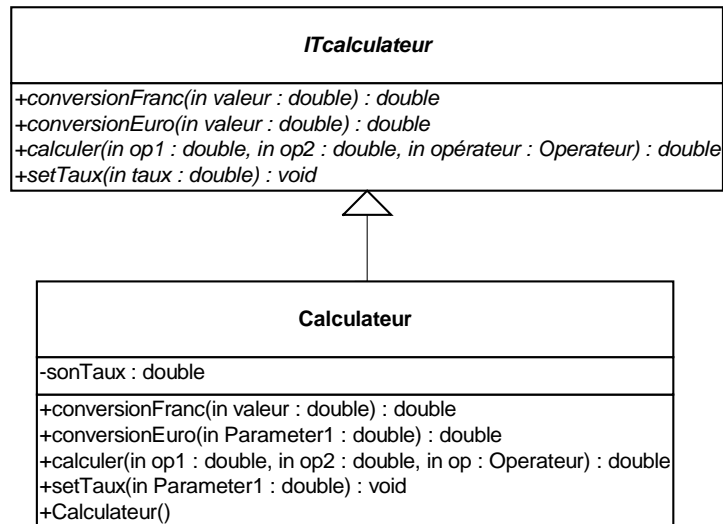 ITcalculateur
+conversionFranc(in valeur : double) : double
+conversionEuro(in valeur : double) : double
+calculer(in op1 : double, in op2 : double, in opérateur : Operateur) : double
+setTaux(in taux : double) : void
Calculateur
-sonTaux : double
+conversionFranc(in valeur : double) : double
+conversionEuro(in Parameter1 : double) : double
+calculer(in op1 : double, in op2 : double, in op : Operateur) : double
+setTaux(in Parameter1 : double) : void
+Calculateur()